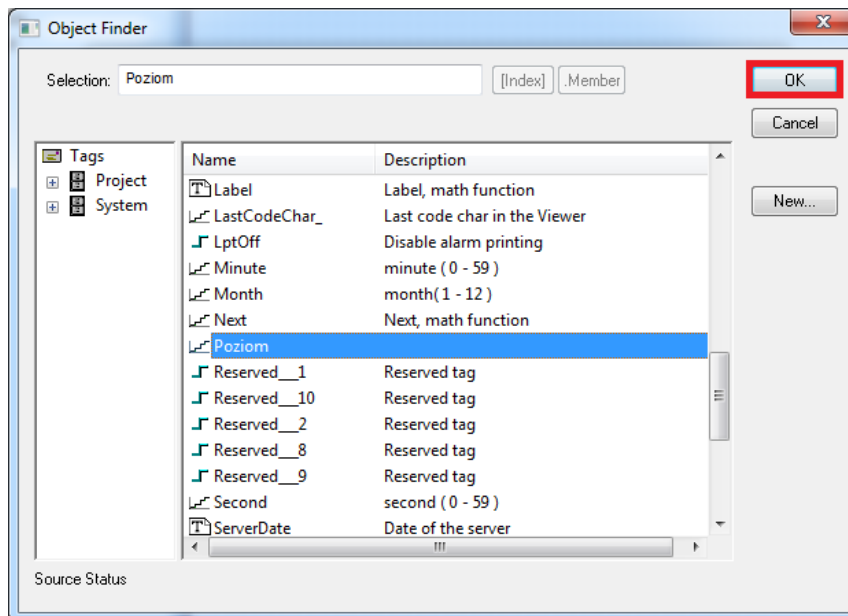 Object Finder
Selection: Poziom [Index] .Member OK
Cancel
New...
Tags
Project
System
Name Description
Label Label, math function
LastCodeChar_ Last code char in the Viewer
LptOff Disable alarm printing
Minute minute ( 0 - 59 )
Month month( 1 - 12 )
Next Next, math function
Poziom
Reserved__1 Reserved tag
Reserved__10 Reserved tag
Reserved__2 Reserved tag
Reserved__8 Reserved tag
Reserved__9 Reserved tag
Second second ( 0 - 59 )
ServerDate Date of the server
Source Status